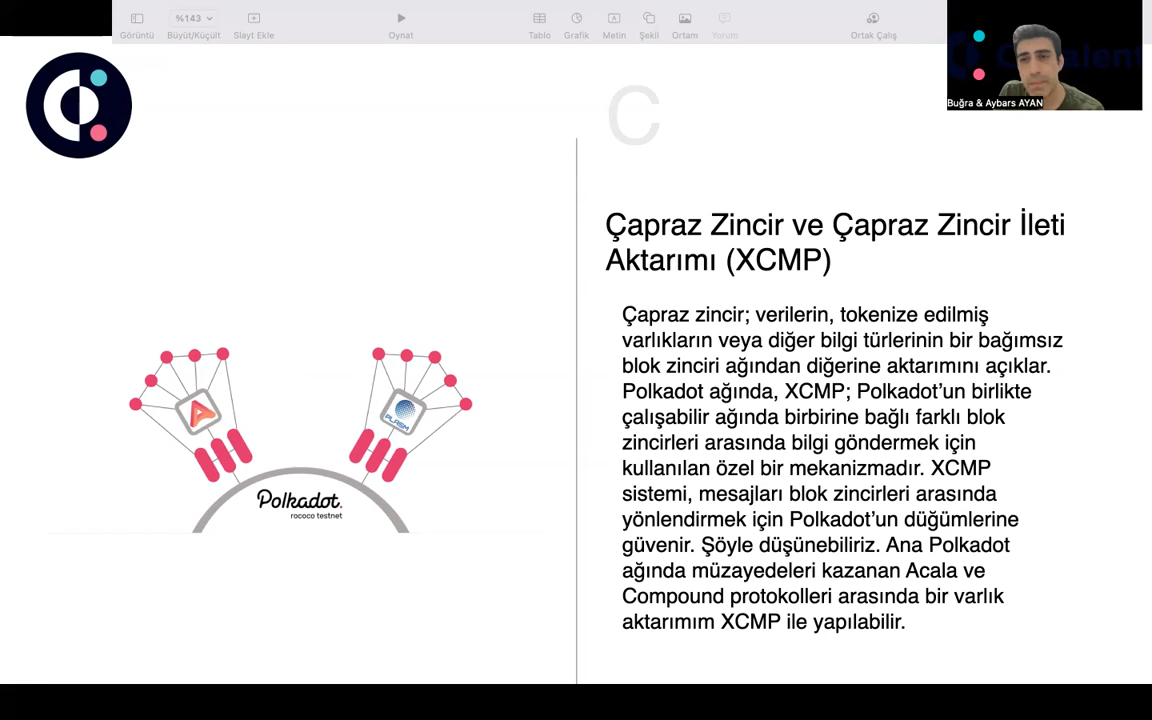 %143
Görüntü
Büyüt/Küçült
Slayt Ekle
Oynat
Tablo
Grafik
Metin
Şekil
Ortam
Yorum
Ortak Çalış
Buğra & Aybars AYAN
C
Çapraz Zincir ve Çapraz Zincir İleti
Aktarımı (XCMP)
Çapraz zincir; verilerin, tokenize edilmiş
varlıkların veya diğer bilgi türlerinin bir bağımsız
blok zinciri ağından diğerine aktarımını açıklar.
Polkadot ağında, XCMP; Polkadot’un birlikte
çalışabilir ağında birbirine bağlı farklı blok
zincirleri arasında bilgi göndermek için
kullanılan özel bir mekanizmadır. XCMP
sistemi, mesajları blok zincirleri arasında
yönlendirmek için Polkadot’un düğümlerine
güvenir. Şöyle düşünebiliriz. Ana Polkadot
ağında müzayedeleri kazanan Acala ve
Compound protokolleri arasında bir varlık
aktarımım XCMP ile yapılabilir.
PLASM
Polkadot.
rococo testnet